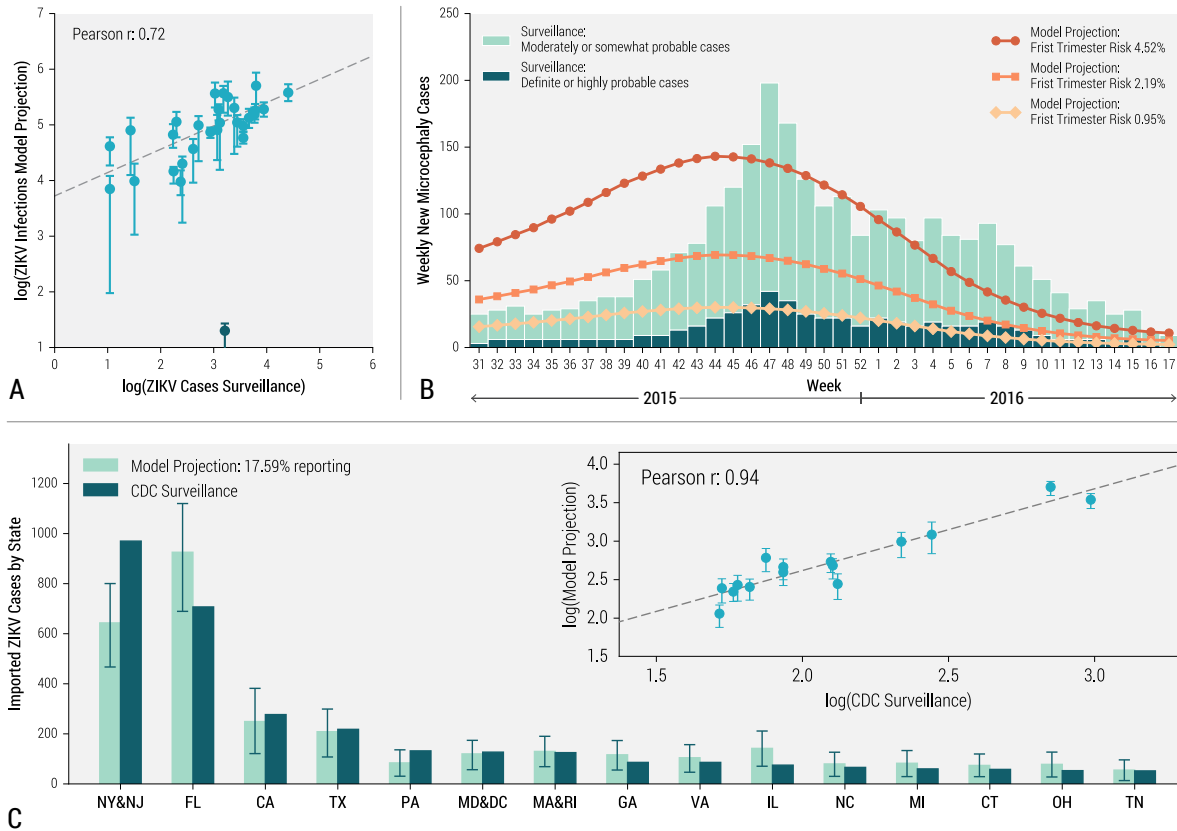 Pearson r: 0.72
log(ZIKV Infections Model Projection)
7
6
5
4
3
2
1
0 1 2 3 4 5 6
log(ZIKV Cases Surveillance)
A
Surveillance:
Moderately or somewhat probable cases
Surveillance:
Definite or highly probable cases
Model Projection:
Frist Trimester Risk 4.52%
Model Projection:
Frist Trimester Risk 2.19%
Model Projection:
Frist Trimester Risk 0.95%
Weekly New Microcephaly Cases
250
200
150
100
50
0
31 32 33 34 35 36 37 38 39 40 41 42 43 44 45 46 47 48 49 50 51 52 1 2 3 4 5 6 7 8 9 10 11 12 13 14 15 16 17
Week
2015 2016
B
Model Projection: 17.59% reporting
CDC Surveillance
Imported ZIKV Cases by State
1200
1000
800
600
400
200
0
NY&NJ FL CA TX PA MD&DC MA&RI GA VA IL NC MI CT OH TN
Pearson r: 0.94
log(Model Projection)
4.0
3.5
3.0
2.5
2.0
1.5
1.5 2.0 2.5 3.0
log(CDC Surveillance)
C